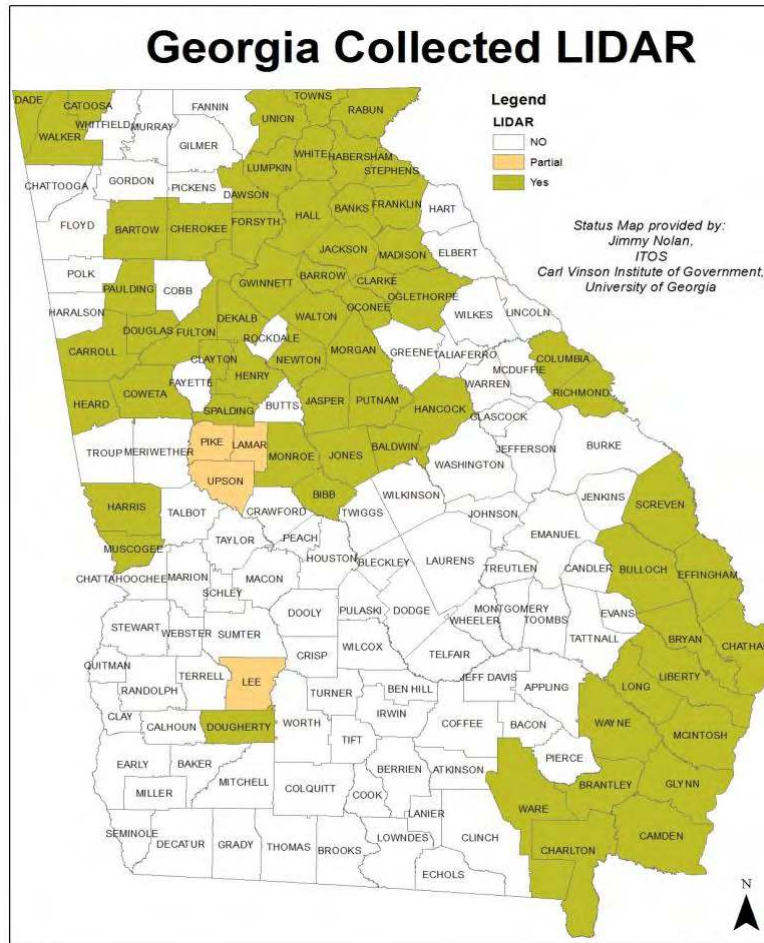 Georgia Collected LIDAR
Legend
LIDAR
NO
Partial
Yes
Status Map provided by:
Jimmy Nolan,
ITOS
Carl Vinson Institute of Government,
University of Georgia
DADE
CATOOSA
WHITFIELD
WALKER
MURRAY
FANNIN
GILMER
UNION
TOWNS
RABUN
WHITE
HABERSHAM
STEPHENS
LUMPKIN
CHATTOOGA
GORDON
PICKENS
DAWSON
HALL
BANKS
FRANKLIN
HART
FLOYD
BARTOW
CHEROKEE
FORSYTH
JACKSON
MADISON
ELBERT
POLK
PAULDING
COBB
GWINNETT
BARROW
CLARKE
OGLETHORPE
HARALSON
DOUGLAS
FULTON
DEKALB
WALTON
OCONEE
WILKES
LINCOLN
CARROLL
CLAYTON
ROCKDALE
NEWTON
MORGAN
GREENE
TALIAFERRO
MCDUFFIE
COLUMBIA
HEARD
COWETA
FAYETTE
HENRY
SPALDING
BUTTS
JASPER
PUTNAM
HANCOCK
WARREN
RICHMOND
GLASCOCK
TROUP
MERIWETHER
PIKE
LAMAR
MONROE
JONES
BALDWIN
WASHINGTON
JEFFERSON
BURKE
UPSON
HARRIS
TALBOT
CRAWFORD
BIBB
TWIGGS
WILKINSON
JOHNSON
JENKINS
SCREVEN
MUSCOGEE
TAYLOR
PEACH
HOUSTON
BLECKLEY
LAURENS
EMANUEL
TREUTLEN
CANDLER
BULLOCH
EFFINGHAM
CHATTAHOOCHEE
MARION
SCHLEY
MACON
DOOLY
PULASKI
DODGE
WHEELER
MONTGOMERY
TOOMBS
EVANS
TATTNALL
BRYAN
CHATHA
STEWART
WEBSTER
SUMTER
CRISP
WILCOX
TELFAIR
LIBERTY
LONG
QUITMAN
RANDOLPH
TERRELL
LEE
TURNER
BEN HILL
JEFF DAVIS
APPLING
WAYNE
MCINTOSH
CLAY
CALHOUN
DOUGHERTY
WORTH
TIFT
IRWIN
COFFEE
BACON
PIERCE
EARLY
BAKER
MITCHELL
COLQUITT
BERRIEN
ATKINSON
WARE
BRANTLEY
GLYNN
MILLER
COOK
LANIER
CLINCH
CHARLTON
CAMDEN
SEMINOLE
DECATUR
GRADY
THOMAS
BROOKS
LOWNDES
ECHOLS
N